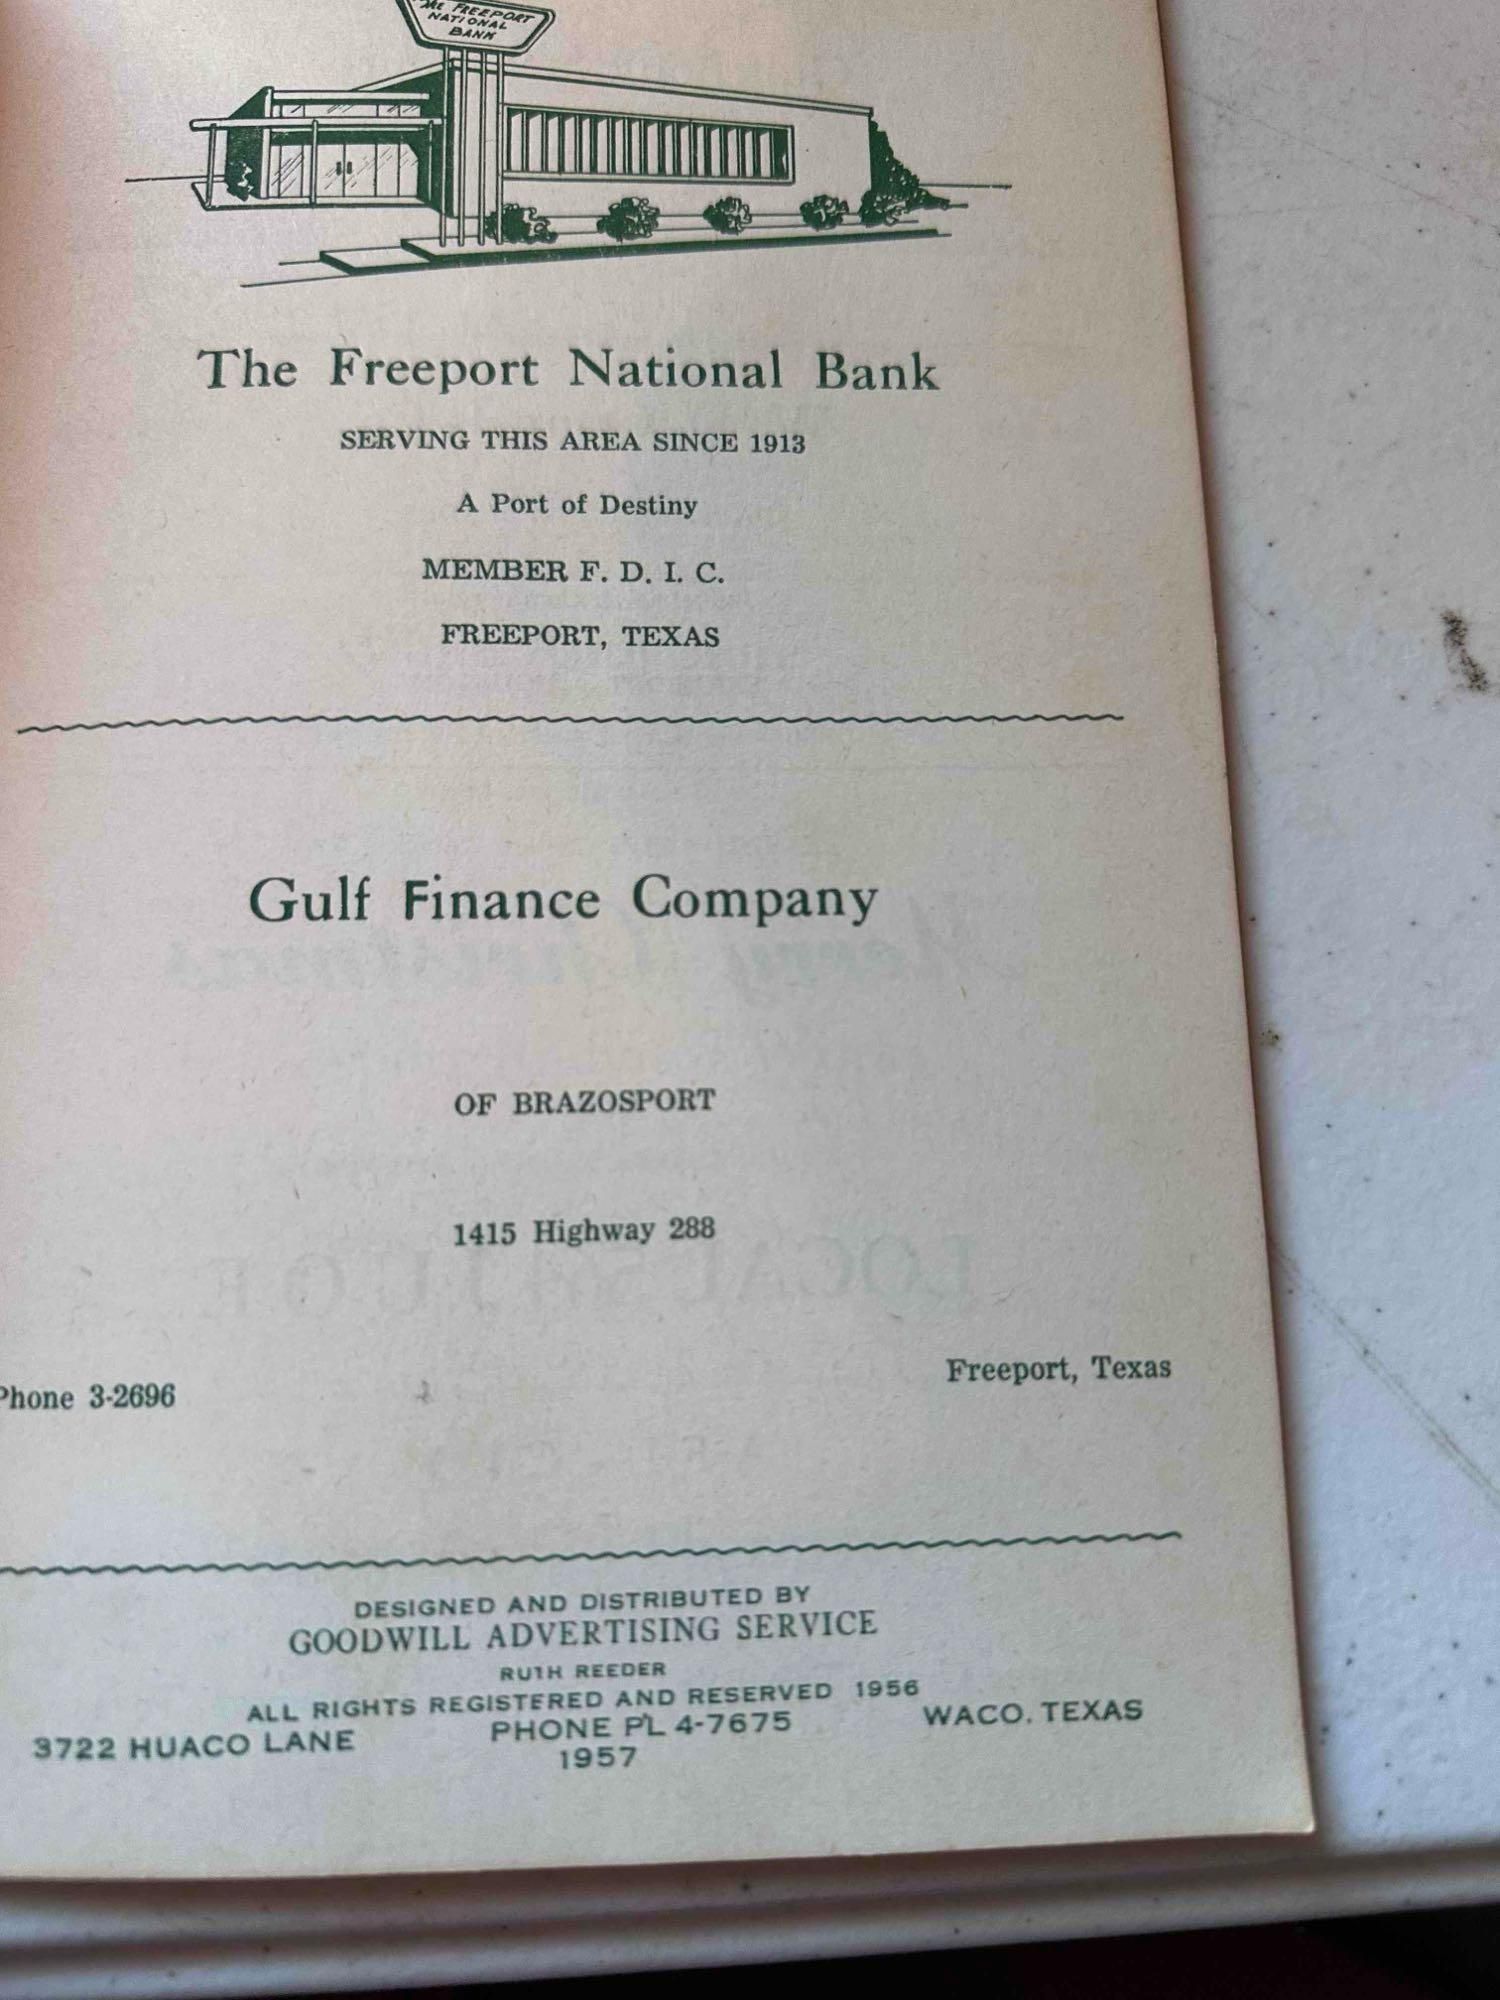 The FREEPORT
NATIONAL
BANK
The Freeport National Bank
SERVING THIS AREA SINCE 1913
A Port of Destiny
MEMBER F. D. I. C.
FREEPORT, TEXAS
Gulf Finance Company
OF BRAZOSPORT
1415 Highway 288
Phone 3-2696 Freeport, Texas
DESIGNED AND DISTRIBUTED BY
GOODWILL ADVERTISING SERVICE
RUTH REEDER
ALL RIGHTS REGISTERED AND RESERVED 1956
3722 HUACO LANE PHONE PL 4-7675 WACO. TEXAS
1957